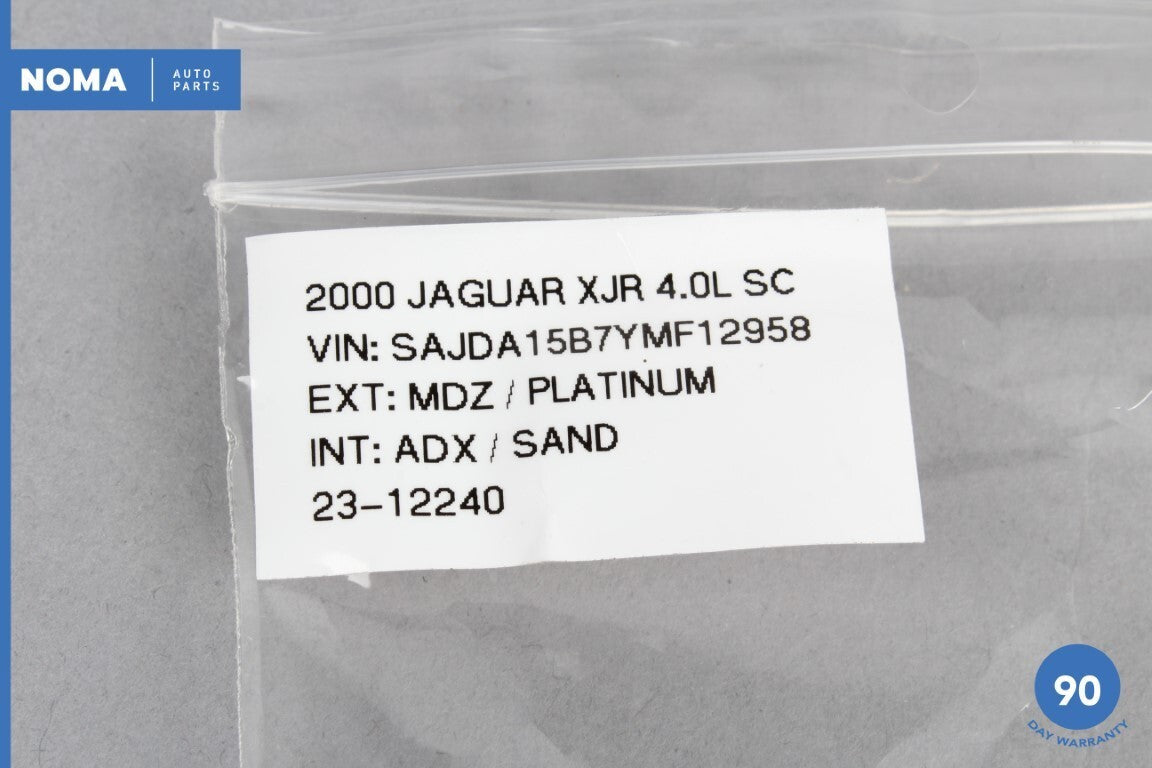 NOMA
AUTO
PARTS
2000 JAGUAR XJR 4.0L SC
VIN: SAJDA15B7YMF12958
EXT: MDZ / PLATINUM
INT: ADX / SAND
23-12240
90
DAY WARRANTY